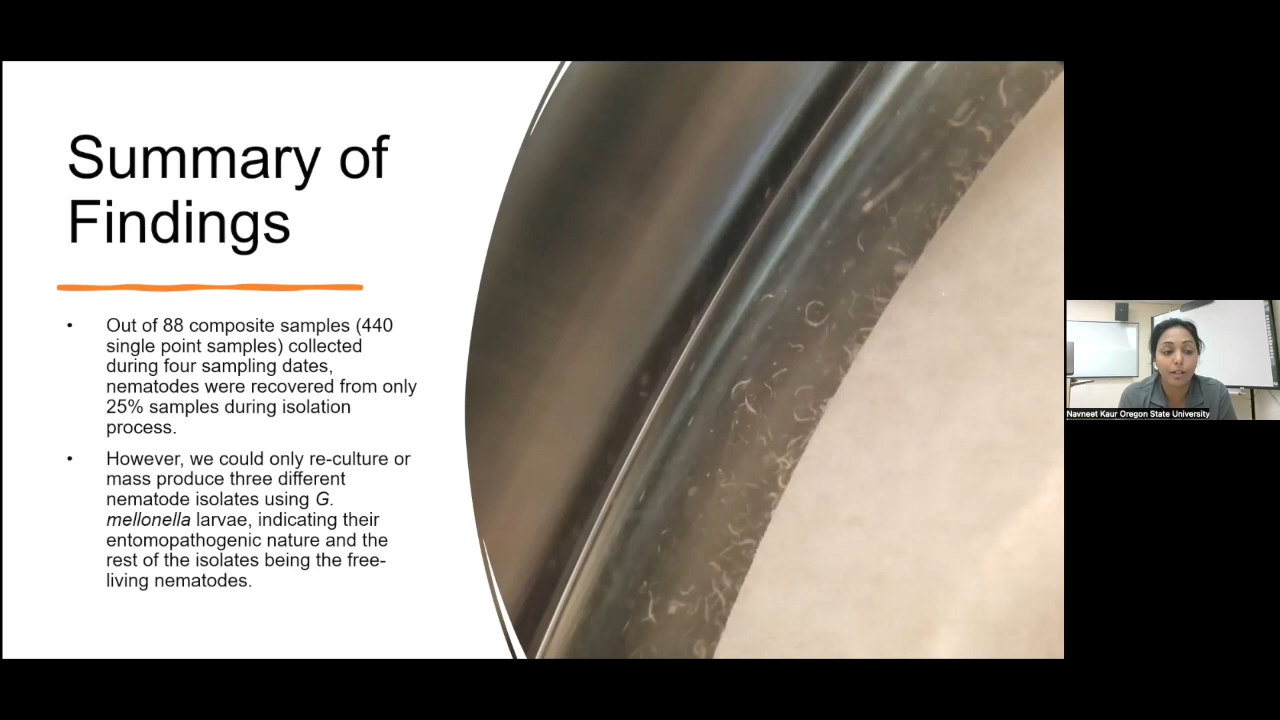 Summary of
Findings
• Out of 88 composite samples (440
single point samples) collected
during four sampling dates,
nematodes were recovered from only
25% samples during isolation
process.
• However, we could only re-culture or
mass produce three different
nematode isolates using G.
mellonella larvae, indicating their
entomopathogenic nature and the
rest of the isolates being the free-
living nematodes.
Navneet Kaur Oregon State University